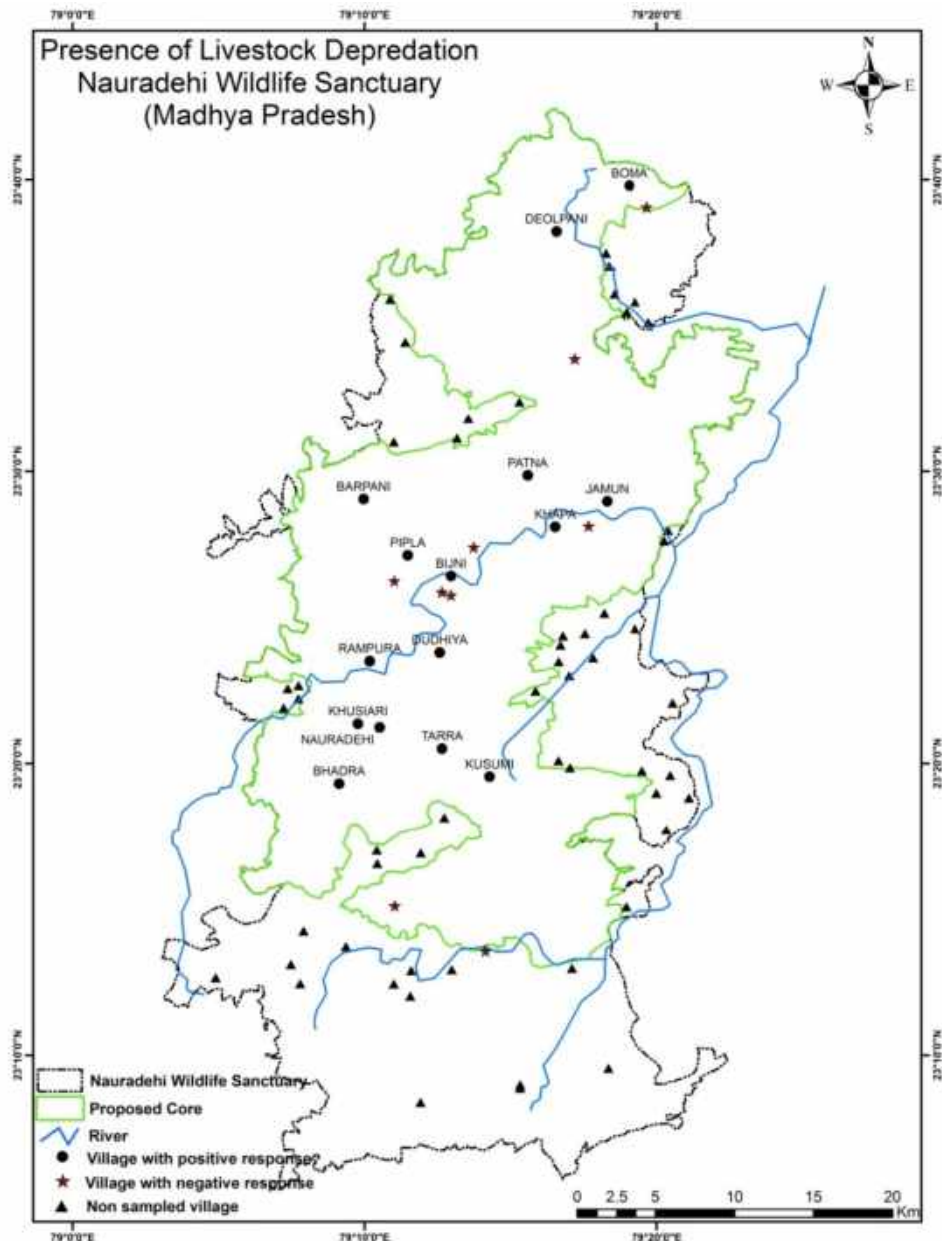 79°0'0"E 79°10'0"E 79°20'0"E
Presence of Livestock Depredation
Nauradehi Wildlife Sanctuary
(Madhya Pradesh)
N
W E
S
23°40'0"N 23°40'0"N
BOMA
DEOLPANI
23°30'0"N
PATNA
BARPANI
JAMUN
KHAPA
PIPLA
BIJNI
DUDHIYA
RAMPURA
KHUSIARI
NAURADEHI
TARRA
23°20'0"N 23°20'0"N
KUSUMI
BHADRA
23°10'0"N 23°10'0"N
Nauradehi Wildlife Sanctuary
Proposed Core
River
Village with positive response
Village with negative response
Non sampled village
0 2.5 5 10 15 20
Km
79°0'0"E 79°10'0"E 79°20'0"E